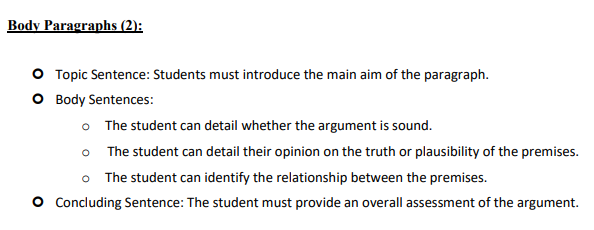 Body Paragraphs (2):
Topic Sentence: Students must introduce the main aim of the paragraph.
Body Sentences:
The student can detail whether the argument is sound.
The student can detail their opinion on the truth or plausibility of the premises.
The student can identify the relationship between the premises.
Concluding Sentence: The student must provide an overall assessment of the argument.